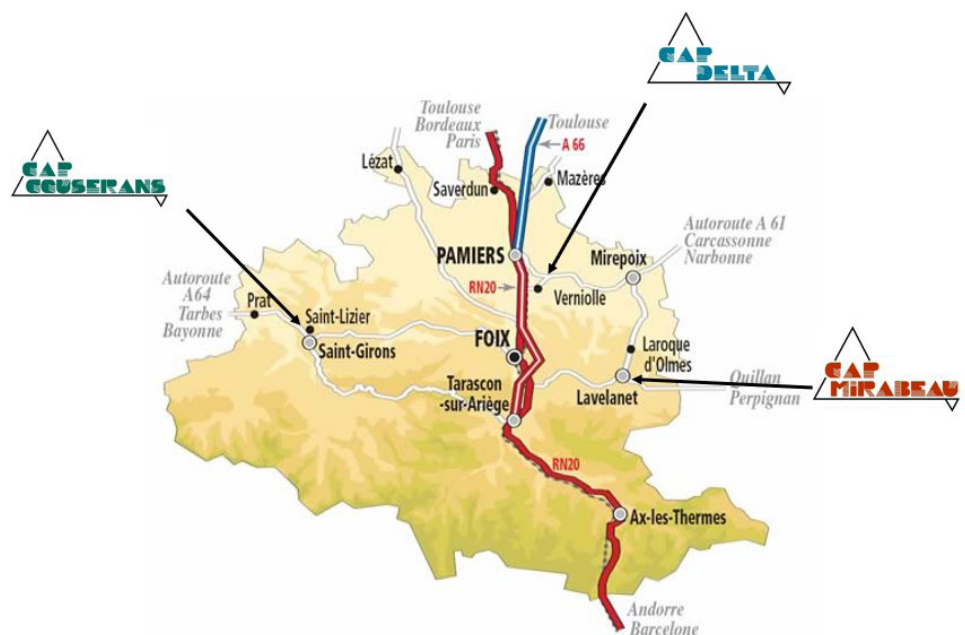 CAP
DELTA
Toulouse
Bordeaux
Paris
Toulouse
A 66
Lézat
Mazères
Saverdun
CAP
COUSERANS
Autoroute A 61
Carcassonne
Narbonne
PAMIERS
Mirepoix
RN20
Verniolle
Autoroute
A64
Tarbes
Bayonne
Prat
Saint-Lizier
Saint-Girons
FOIX
Laroque
d'Olmes
Tarascon
-sur-Ariège
Lavelanet
Quillan
Perpignan
CAP
MIRABEAU
RN20
Ax-les-Thermes
Andorre
Barcelone